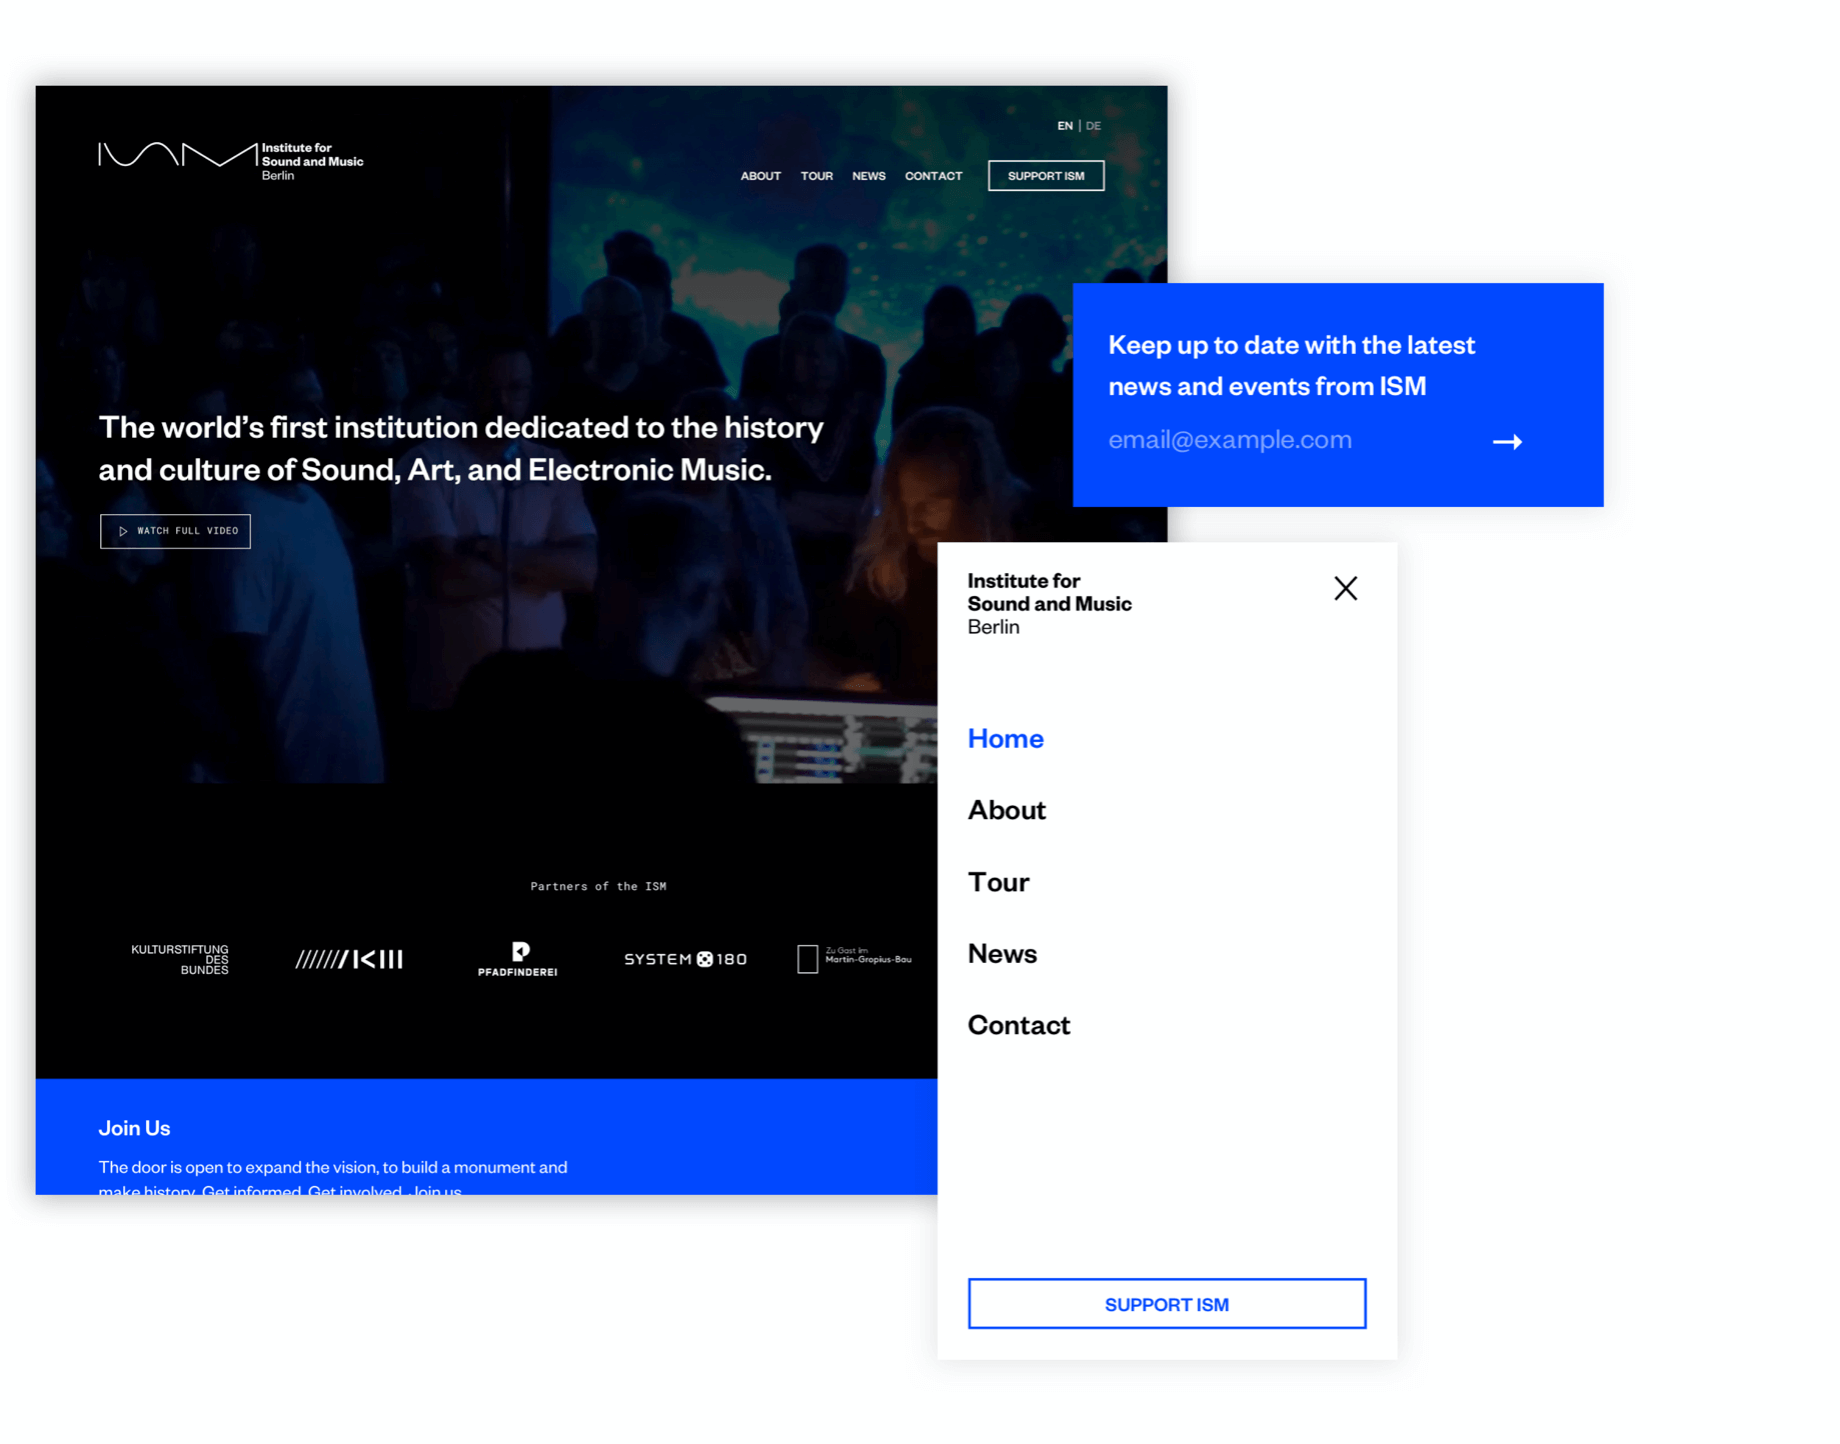 EN | DE
Institute for
Sound and Music
Berlin
ABOUT TOUR NEWS CONTACT SUPPORT ISM
The world’s first institution dedicated to the history
and culture of Sound, Art, and Electronic Music.
WATCH FULL VIDEO
Partners of the ISM
KULTURSTIFTUNG
DES
BUNDES
PFADFINDEREI
SYSTEM 180
Zu Gast im
Martin-Gropius-Bau
Join Us
The door is open to expand the vision, to build a monument and
make history. Get informed. Get involved. Join us
Keep up to date with the latest
news and events from ISM
email@example.com
Institute for
Sound and Music
Berlin
Home
About
Tour
News
Contact
SUPPORT ISM